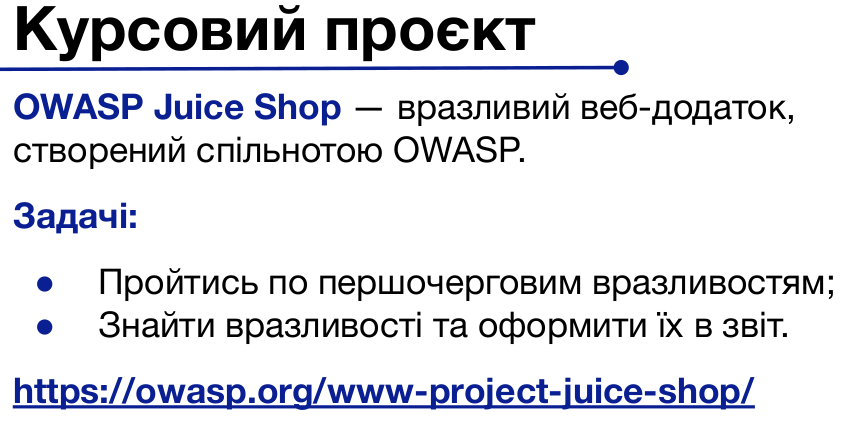 Курсовий проєкт
OWASP Juice Shop — вразливий веб-додаток,
створений спільнотою OWASP.
Задачі:
● Пройтись по першочерговим вразливостям;
● Знайти вразливості та оформити їх в звіт.
https://owasp.org/www-project-juice-shop/